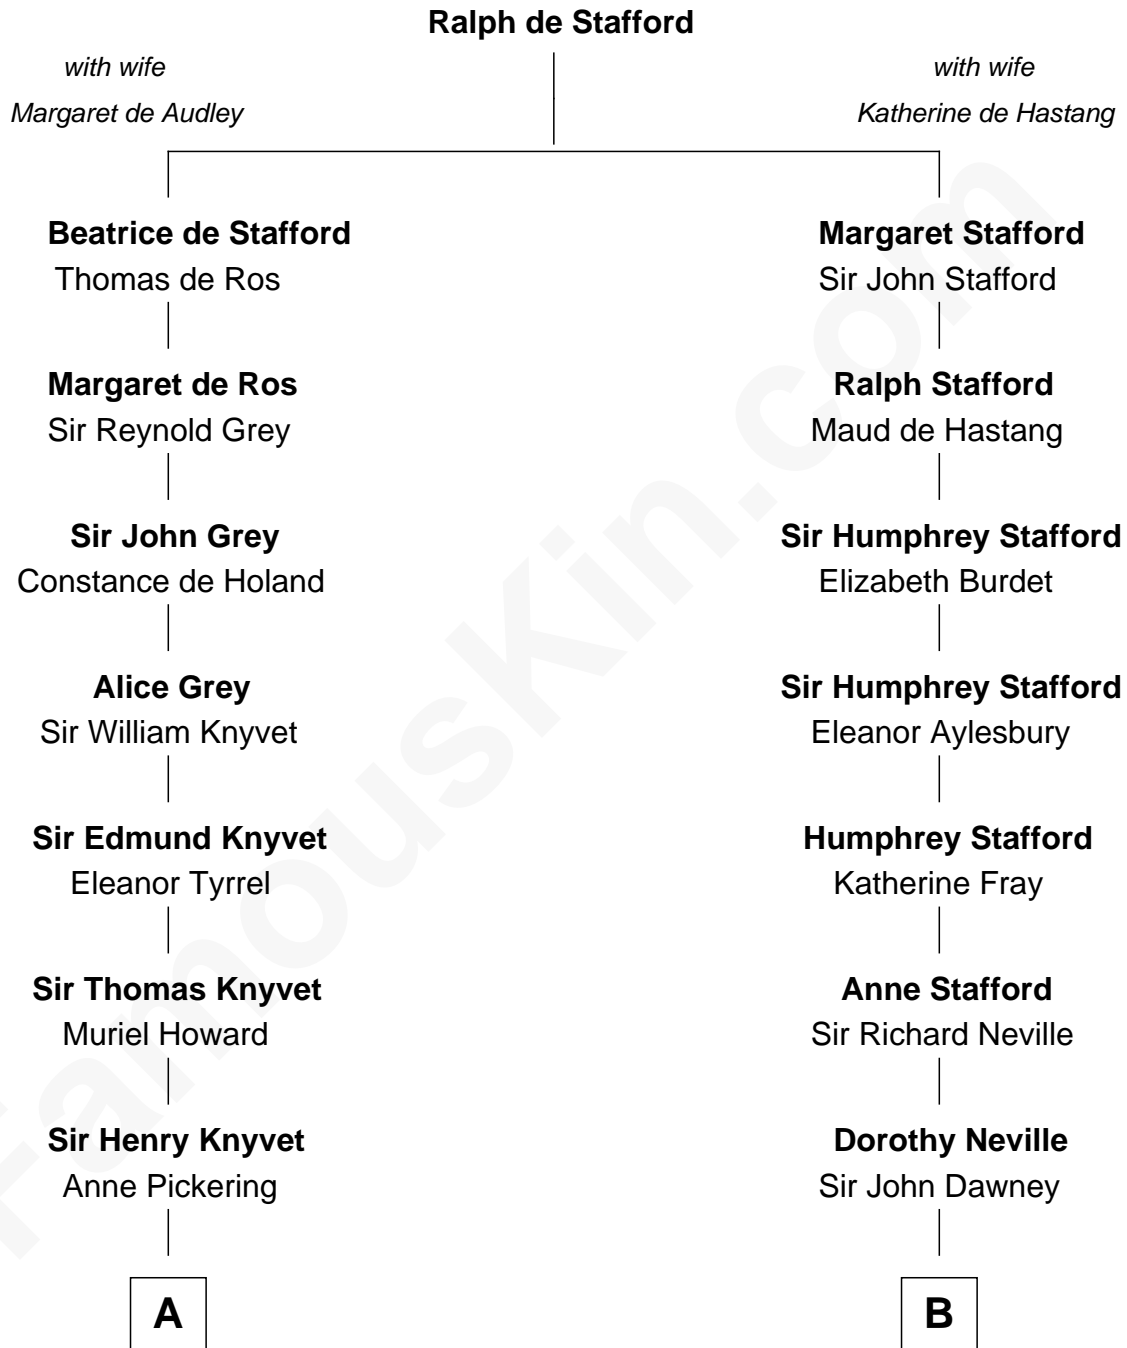 Ralph de Stafford
with wife
Margaret de Audley
with wife
Katherine de Hastang
Beatrice de Stafford
Thomas de Ros
Margaret Stafford
Sir John Stafford
Margaret de Ros
Sir Reynold Grey
Ralph Stafford
Maud de Hastang
Sir John Grey
Constance de Holand
Sir Humphrey Stafford
Elizabeth Burdet
Alice Grey
Sir William Knyvet
Sir Humphrey Stafford
Eleanor Aylesbury
Sir Edmund Knyvet
Eleanor Tyrrel
Humphrey Stafford
Katherine Fray
Sir Thomas Knyvet
Muriel Howard
Anne Stafford
Sir Richard Neville
Sir Henry Knyvet
Anne Pickering
Dorothy Neville
Sir John Dawney
A
B
FamousKin.com